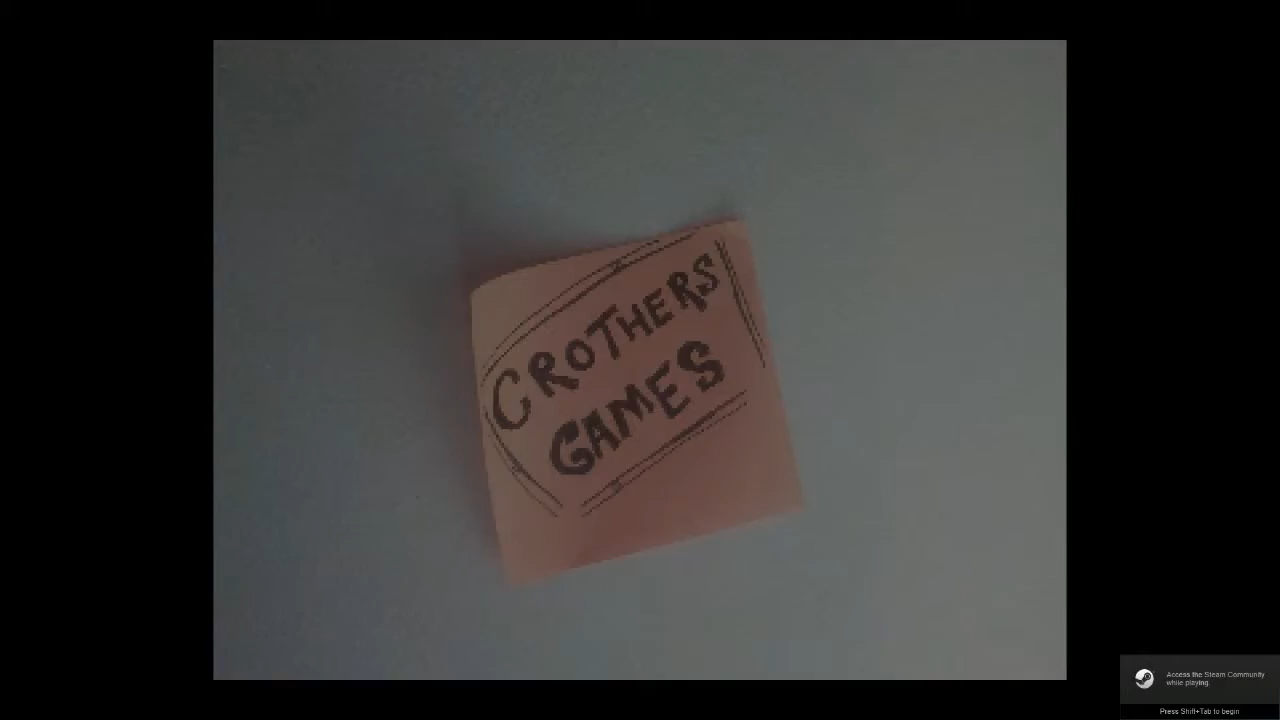 CROTHERS
GAMES
Access the Steam Community
while playing.
Press Shift+Tab to begin